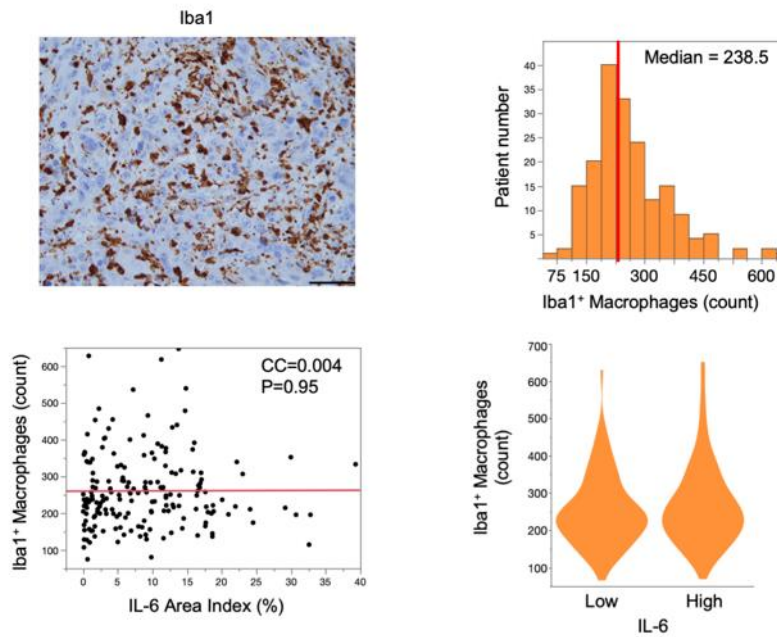 Iba1
Median = 238.5
Patient number
40
35
30
25
20
15
10
5
75 150 300 450 600
Iba1⁺ Macrophages (count)
CC=0.004
P=0.95
Iba1⁺ Macrophages (count)
600
500
400
300
200
100
0 5 10 15 20 25 30 35 40
IL-6 Area Index (%)
Iba1⁺ Macrophages
(count)
700
600
500
400
300
200
100
Low High
IL-6